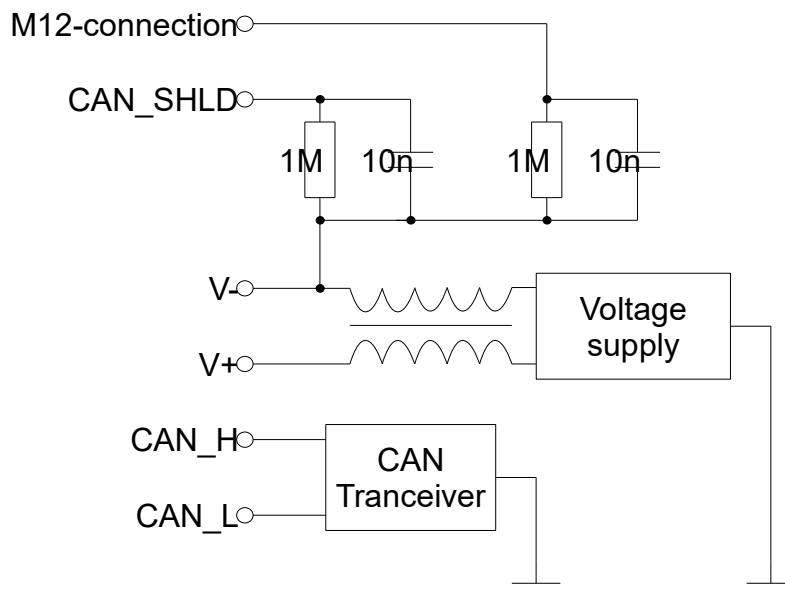 M12-connection
CAN_SHLD
1M
10n
1M
10n
V-
Voltage
supply
V+
CAN_H
CAN
Tranceiver
CAN_L